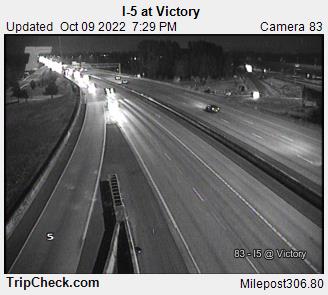 I-5 at Victory
Updated Oct 09 2022 7:29 PM Camera 83
83 - I5 @ Victory
TripCheck.com Milepost306.80